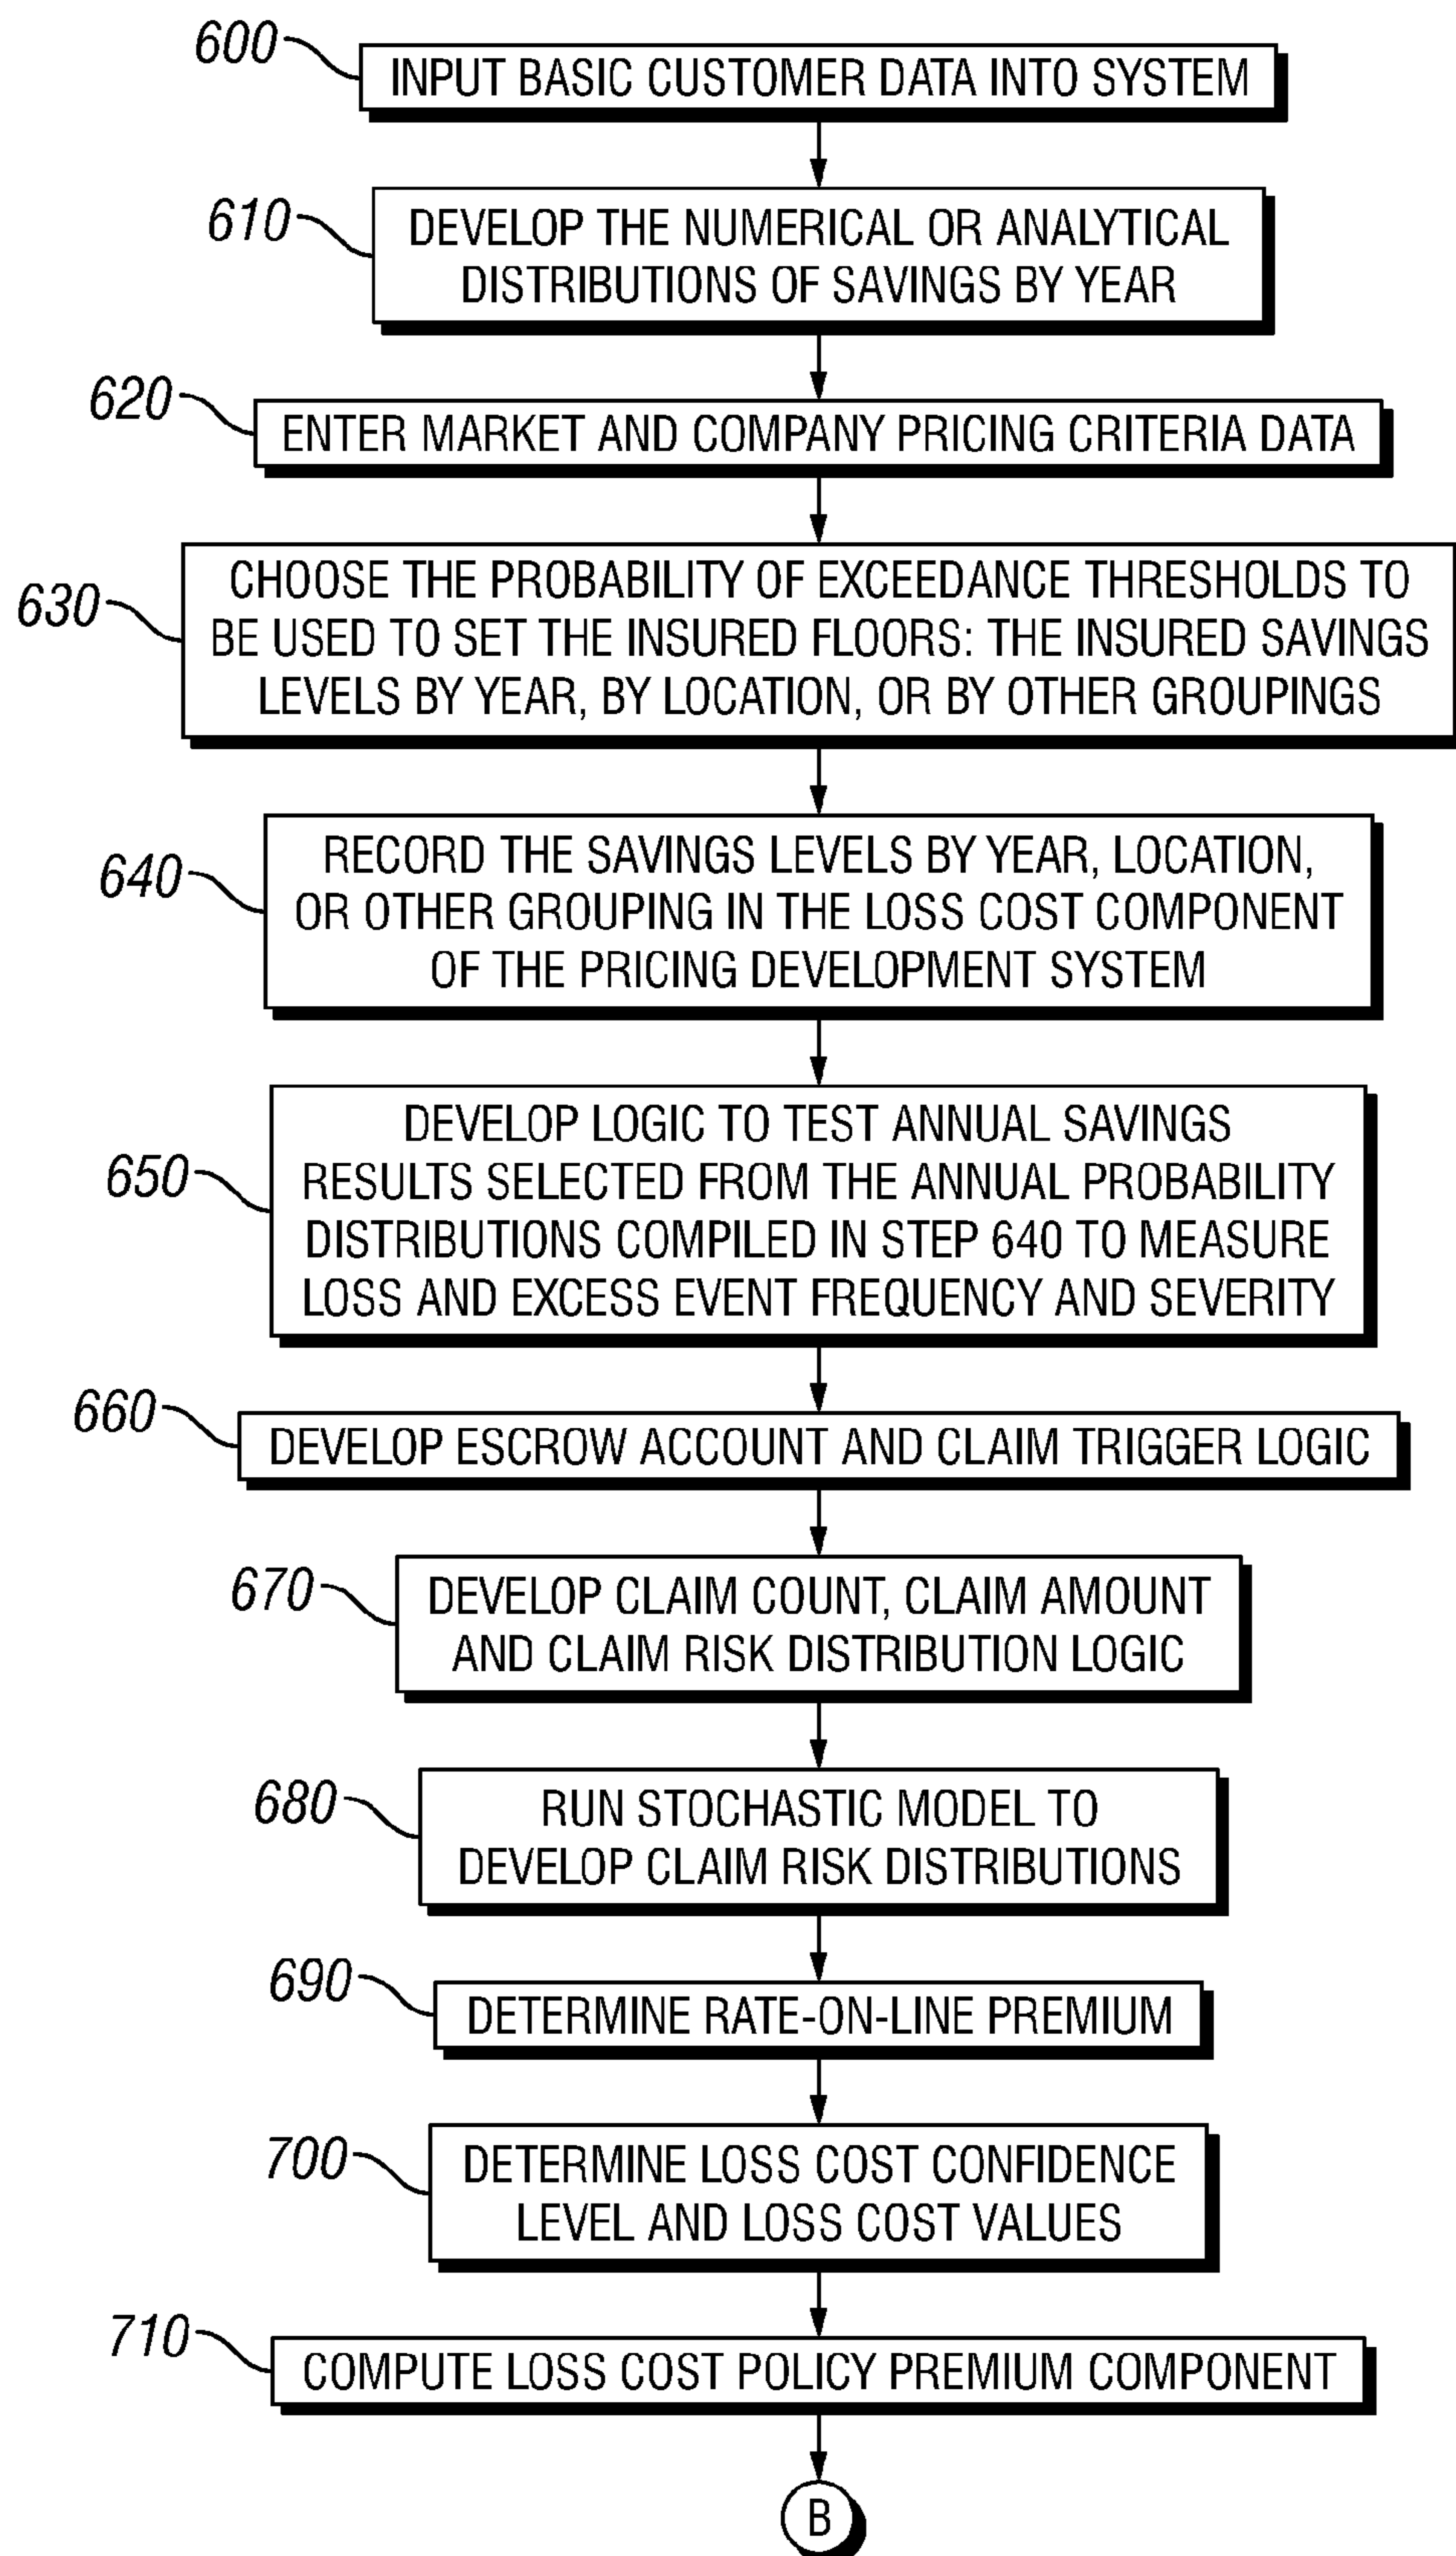 600
INPUT BASIC CUSTOMER DATA INTO SYSTEM
610
DEVELOP THE NUMERICAL OR ANALYTICAL
DISTRIBUTIONS OF SAVINGS BY YEAR
620
ENTER MARKET AND COMPANY PRICING CRITERIA DATA
630
CHOOSE THE PROBABILITY OF EXCEEDANCE THRESHOLDS TO
BE USED TO SET THE INSURED FLOORS: THE INSURED SAVINGS
LEVELS BY YEAR, BY LOCATION, OR BY OTHER GROUPINGS
640
RECORD THE SAVINGS LEVELS BY YEAR, LOCATION,
OR OTHER GROUPING IN THE LOSS COST COMPONENT
OF THE PRICING DEVELOPMENT SYSTEM
650
DEVELOP LOGIC TO TEST ANNUAL SAVINGS
RESULTS SELECTED FROM THE ANNUAL PROBABILITY
DISTRIBUTIONS COMPILED IN STEP 640 TO MEASURE
LOSS AND EXCESS EVENT FREQUENCY AND SEVERITY
660
DEVELOP ESCROW ACCOUNT AND CLAIM TRIGGER LOGIC
670
DEVELOP CLAIM COUNT, CLAIM AMOUNT
AND CLAIM RISK DISTRIBUTION LOGIC
680
RUN STOCHASTIC MODEL TO
DEVELOP CLAIM RISK DISTRIBUTIONS
690
DETERMINE RATE-ON-LINE PREMIUM
700
DETERMINE LOSS COST CONFIDENCE
LEVEL AND LOSS COST VALUES
710
COMPUTE LOSS COST POLICY PREMIUM COMPONENT
B